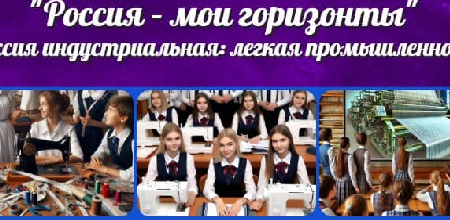 "Россия – мои горизонты"
ссия индустриальная: легкая промышленно